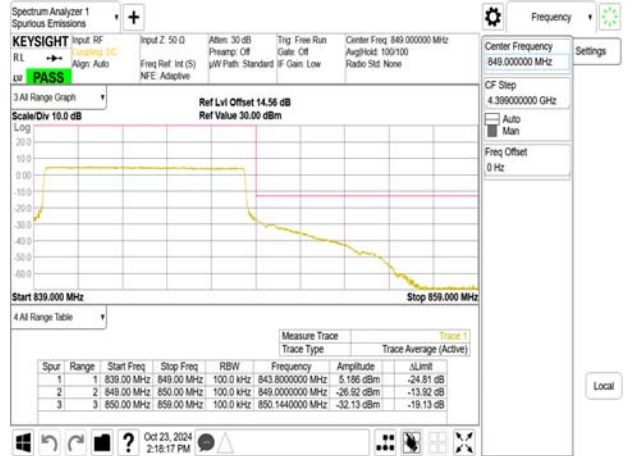 Spectrum Analyzer 1
Spurious Emissions
Frequency
KEYSIGHT
RL
PASS
Input: RF
Coupling: DC
Align: Auto
Input Z: 50 Ω
Freq Ref: Int (S)
NFE: Adaptive
Atten: 30 dB
Preamp: Off
µW Path: Standard
Trig: Free Run
Gate: Off
IF Gain: Low
Center Freq: 849.000000 MHz
Avg|Hold: 100/100
Radio Std: None
Center Frequency
849.000000 MHz
Settings
CF Step
4.399000000 GHz
Auto
Man
Freq Offset
0 Hz
3 All Range Graph
Scale/Div 10.0 dB
Ref Lvl Offset 14.56 dB
Ref Value 30.00 dBm
Log
20.0
10.0
0.00
-10.0
-20.0
-30.0
-40.0
-50.0
-60.0
Start 839.000 MHz
Stop 859.000 MHz
4 All Range Table
Measure Trace Trace 1
Trace Type Trace Average (Active)
Spur Range Start Freq Stop Freq RBW Frequency Amplitude ΔLimit
1 1 839.00 MHz 849.00 MHz 100.0 kHz 843.8000000 MHz 5.186 dBm -24.81 dB
2 2 849.00 MHz 850.00 MHz 100.0 kHz 849.0000000 MHz -26.92 dBm -13.92 dB
3 3 850.00 MHz 859.00 MHz 100.0 kHz 850.1440000 MHz -32.13 dBm -19.13 dB
Local
Oct 23, 2024
2:18:17 PM